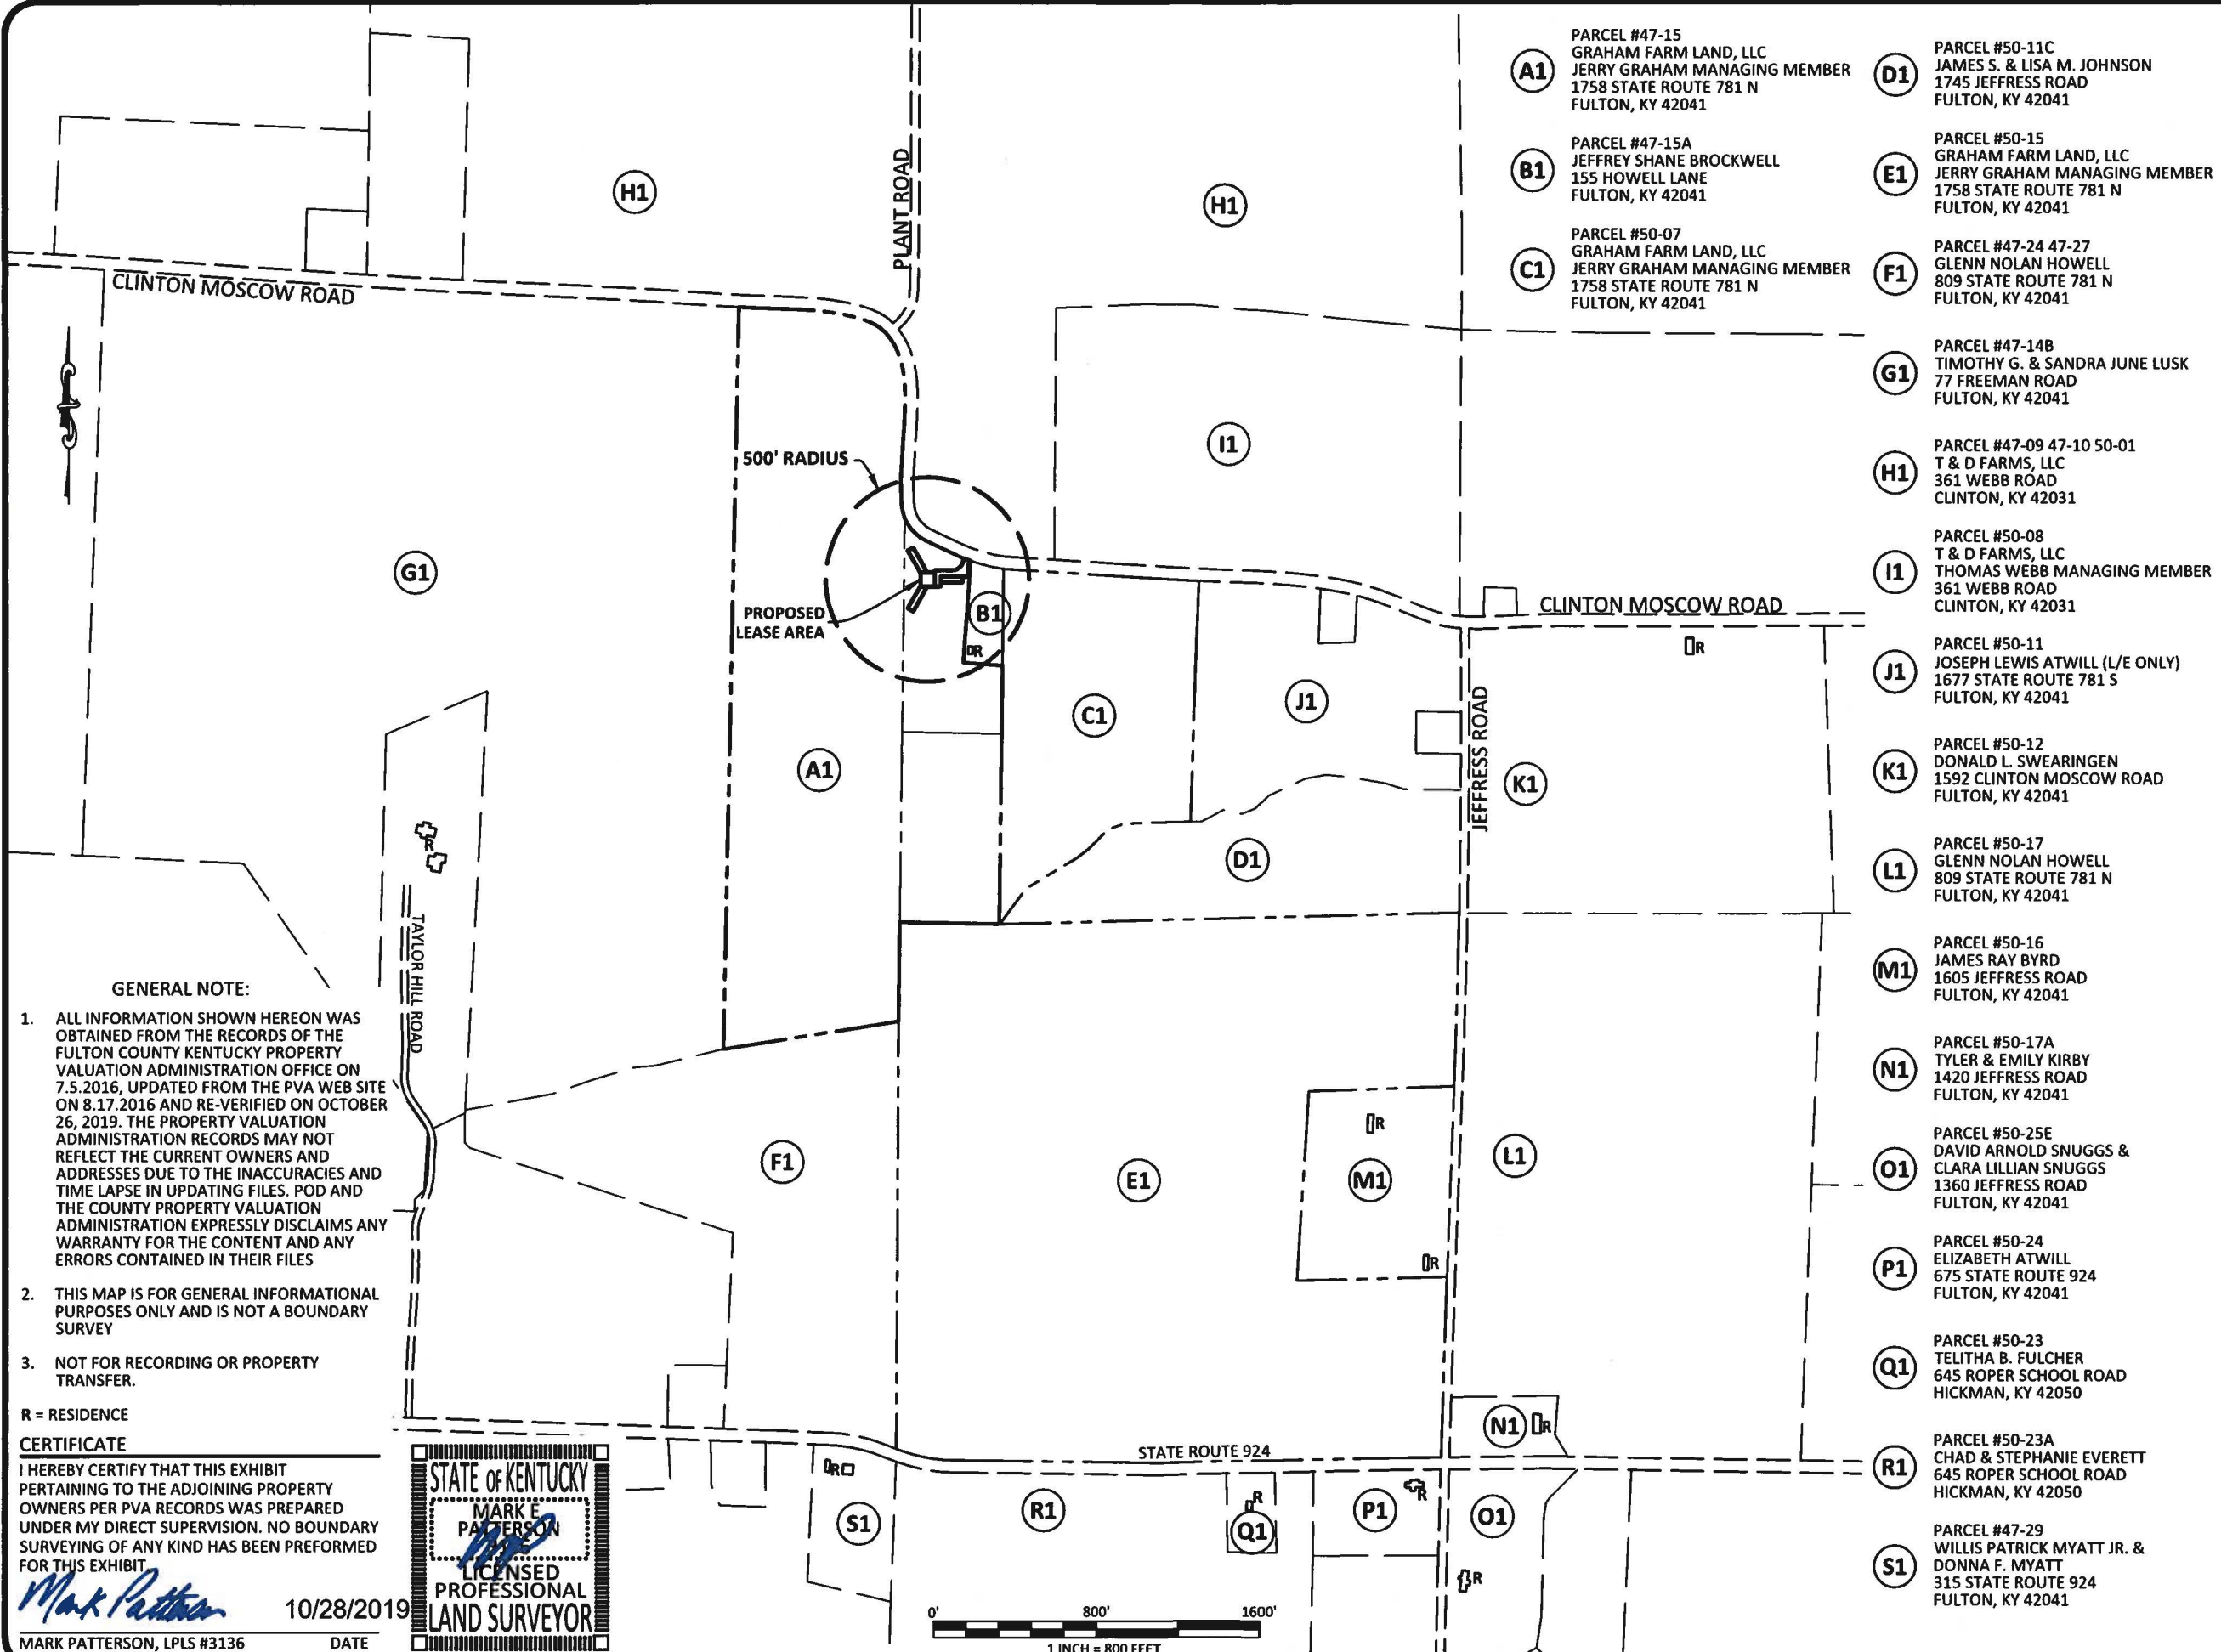 PARCEL #47-15
A1
GRAHAM FARM LAND, LLC
JERRY GRAHAM MANAGING MEMBER
1758 STATE ROUTE 781 N
FULTON, KY 42041
PARCEL #47-15A
B1
JEFFREY SHANE BROCKWELL
155 HOWELL LANE
FULTON, KY 42041
PARCEL #50-07
C1
GRAHAM FARM LAND, LLC
JERRY GRAHAM MANAGING MEMBER
1758 STATE ROUTE 781 N
FULTON, KY 42041
PARCEL #50-11C
D1
JAMES S. & LISA M. JOHNSON
1745 JEFFRESS ROAD
FULTON, KY 42041
PARCEL #50-15
E1
GRAHAM FARM LAND, LLC
JERRY GRAHAM MANAGING MEMBER
1758 STATE ROUTE 781 N
FULTON, KY 42041
PARCEL #47-24 47-27
F1
GLENN NOLAN HOWELL
809 STATE ROUTE 781 N
FULTON, KY 42041
PARCEL #47-14B
G1
TIMOTHY G. & SANDRA JUNE LUSK
77 FREEMAN ROAD
FULTON, KY 42041
PARCEL #47-09 47-10 50-01
H1
T & D FARMS, LLC
361 WEBB ROAD
CLINTON, KY 42031
PARCEL #50-08
I1
T & D FARMS, LLC
THOMAS WEBB MANAGING MEMBER
361 WEBB ROAD
CLINTON, KY 42031
PARCEL #50-11
J1
JOSEPH LEWIS ATWILL (L/E ONLY)
1677 STATE ROUTE 781 S
FULTON, KY 42041
PARCEL #50-12
K1
DONALD L. SWEARINGEN
1592 CLINTON MOSCOW ROAD
FULTON, KY 42041
PARCEL #50-17
L1
GLENN NOLAN HOWELL
809 STATE ROUTE 781 N
FULTON, KY 42041
PARCEL #50-16
M1
JAMES RAY BYRD
1605 JEFFRESS ROAD
FULTON, KY 42041
PARCEL #50-17A
N1
TYLER & EMILY KIRBY
1420 JEFFRESS ROAD
FULTON, KY 42041
PARCEL #50-25E
O1
DAVID ARNOLD SNUGGS &
CLARA LILLIAN SNUGGS
1360 JEFFRESS ROAD
FULTON, KY 42041
PARCEL #50-24
P1
ELIZABETH ATWILL
675 STATE ROUTE 924
FULTON, KY 42041
PARCEL #50-23
Q1
TELITHA B. FULCHER
645 ROPER SCHOOL ROAD
HICKMAN, KY 42050
PARCEL #50-23A
R1
CHAD & STEPHANIE EVERETT
645 ROPER SCHOOL ROAD
HICKMAN, KY 42050
PARCEL #47-29
S1
WILLIS PATRICK MYATT JR. &
DONNA F. MYATT
315 STATE ROUTE 924
FULTON, KY 42041
H1
PLANT ROAD
H1
CLINTON MOSCOW ROAD
500' RADIUS
I1
G1
PROPOSED
LEASE AREA
B1
R
CLINTON MOSCOW ROAD
R
A1
C1
J1
JEFFRESS ROAD
K1
R
D1
TAYLOR HILL ROAD
F1
E1
R
M1
R
L1
N1
R
STATE ROUTE 924
R
S1
R1
R
Q1
P1
R
O1
R
GENERAL NOTE:
1. ALL INFORMATION SHOWN HEREON WAS
OBTAINED FROM THE RECORDS OF THE
FULTON COUNTY KENTUCKY PROPERTY
VALUATION ADMINISTRATION OFFICE ON
7.5.2016, UPDATED FROM THE PVA WEB SITE
ON 8.17.2016 AND RE-VERIFIED ON OCTOBER
26, 2019. THE PROPERTY VALUATION
ADMINISTRATION RECORDS MAY NOT
REFLECT THE CURRENT OWNERS AND
ADDRESSES DUE TO THE INACCURACIES AND
TIME LAPSE IN UPDATING FILES. POD AND
THE COUNTY PROPERTY VALUATION
ADMINISTRATION EXPRESSLY DISCLAIMS ANY
WARRANTY FOR THE CONTENT AND ANY
ERRORS CONTAINED IN THEIR FILES
2. THIS MAP IS FOR GENERAL INFORMATIONAL
PURPOSES ONLY AND IS NOT A BOUNDARY
SURVEY
3. NOT FOR RECORDING OR PROPERTY
TRANSFER.
R = RESIDENCE
CERTIFICATE
I HEREBY CERTIFY THAT THIS EXHIBIT
PERTAINING TO THE ADJOINING PROPERTY
OWNERS PER PVA RECORDS WAS PREPARED
UNDER MY DIRECT SUPERVISION. NO BOUNDARY
SURVEYING OF ANY KIND HAS BEEN PREFORMED
FOR THIS EXHIBIT.
Mark Patterson
10/28/2019
MARK PATTERSON, LPLS #3136 DATE
STATE OF KENTUCKY
MARK E.
PATTERSON
LICENSED
PROFESSIONAL
LAND SURVEYOR
0' 800' 1600'
1 INCH = 800 FEET